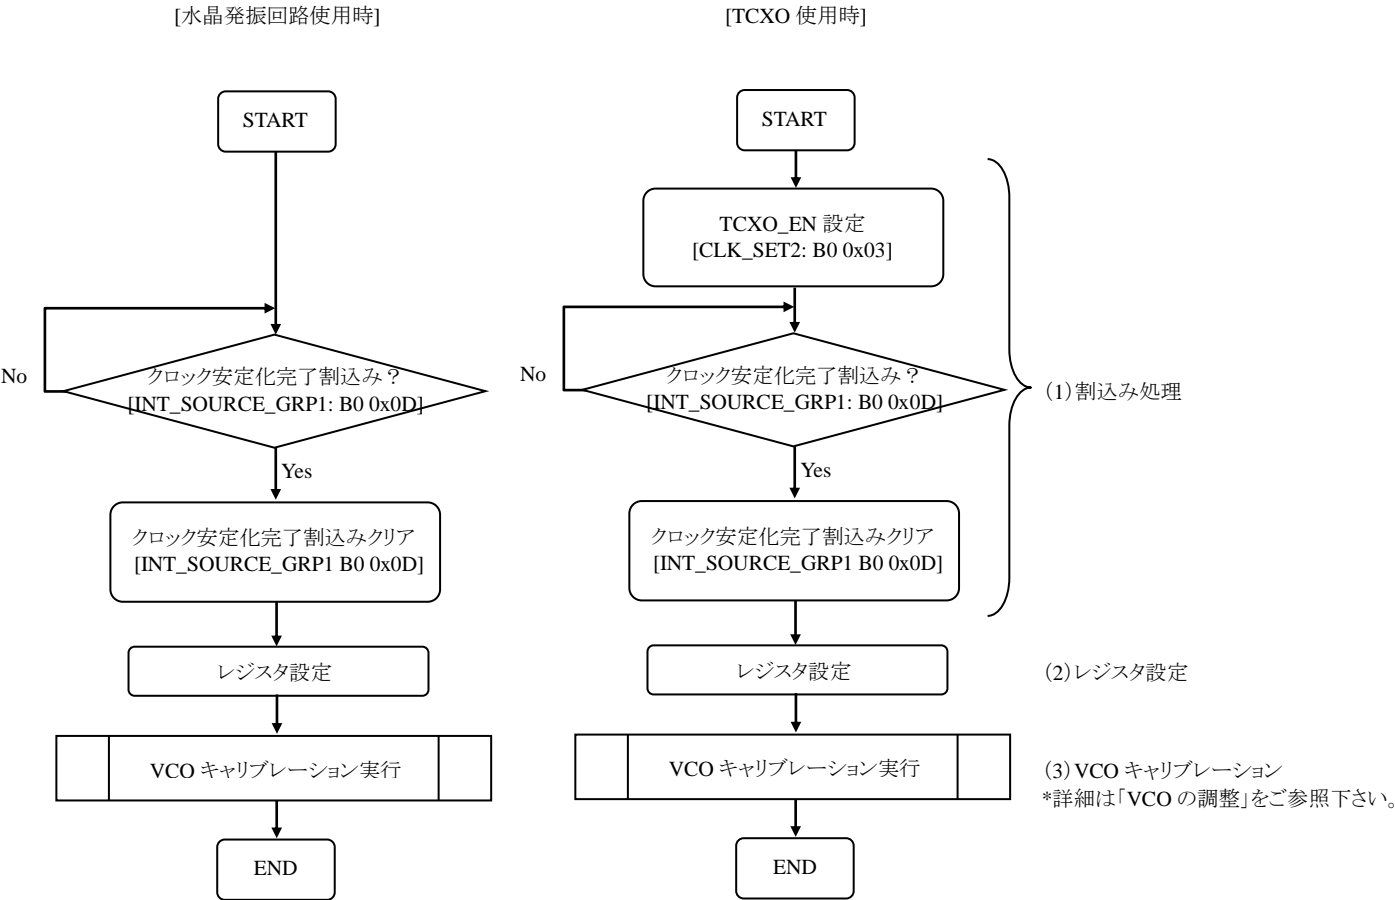 [水晶発振回路使用時]
START
No
クロック安定化完了割込み？
[INT_SOURCE_GRP1: B0 0x0D]
Yes
クロック安定化完了割込みクリア
[INT_SOURCE_GRP1 B0 0x0D]
レジスタ設定
VCO キャリブレーション実行
END
[TCXO 使用時]
START
TCXO_EN 設定
[CLK_SET2: B0 0x03]
No
クロック安定化完了割込み？
[INT_SOURCE_GRP1: B0 0x0D]
Yes
クロック安定化完了割込みクリア
[INT_SOURCE_GRP1 B0 0x0D]
レジスタ設定
VCO キャリブレーション実行
END
(1)割込み処理
(2)レジスタ設定
(3)VCO キャリブレーション
*詳細は「VCO の調整」をご参照下さい。